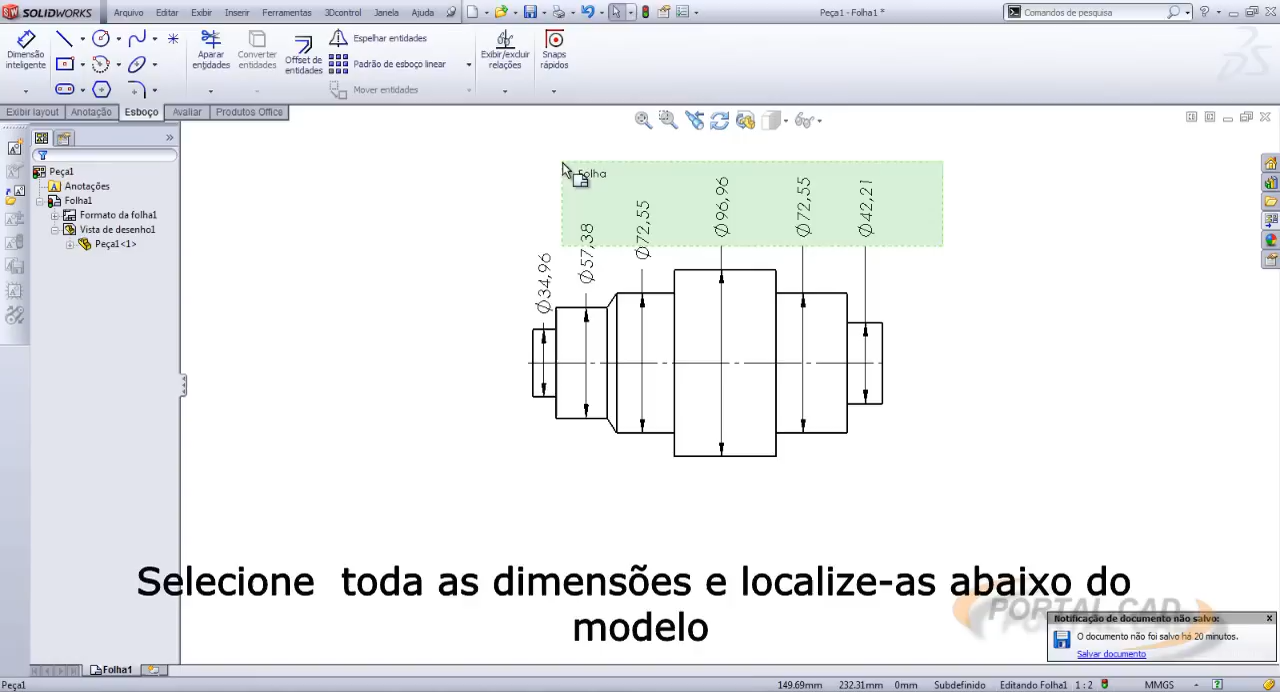 SOLIDWORKS
Arquivo Editar Exibir Inserir Ferramentas 3Dcontrol Janela Ajuda
Peça1 - Folha1 *
Comandos de pesquisa
Dimensão inteligente
Aparar entidades
Converter entidades
Offset de entidades
Espelhar entidades
Padrão de esboço linear
Mover entidades
Exibir/excluir relações
Snaps rápidos
Exibir layout Anotação Esboço Avaliar Produtos Office
Peça1
Anotações
Folha1
Formato da folha1
Vista de desenho1
Peça1<1>
Folha
Ø34,96
Ø57,38
Ø72,55
Ø96,96
Ø72,55
Ø42,21
Selecione toda as dimensões e localize-as abaixo do
modelo
PORTAL CAD
Notificação de documento não salvo:
O documento não foi salvo há 20 minutos.
Salvar documento
Folha1
Peça1
149.69mm 232.31mm 0mm Subdefinido Editando Folha1 1 : 2 MMGS